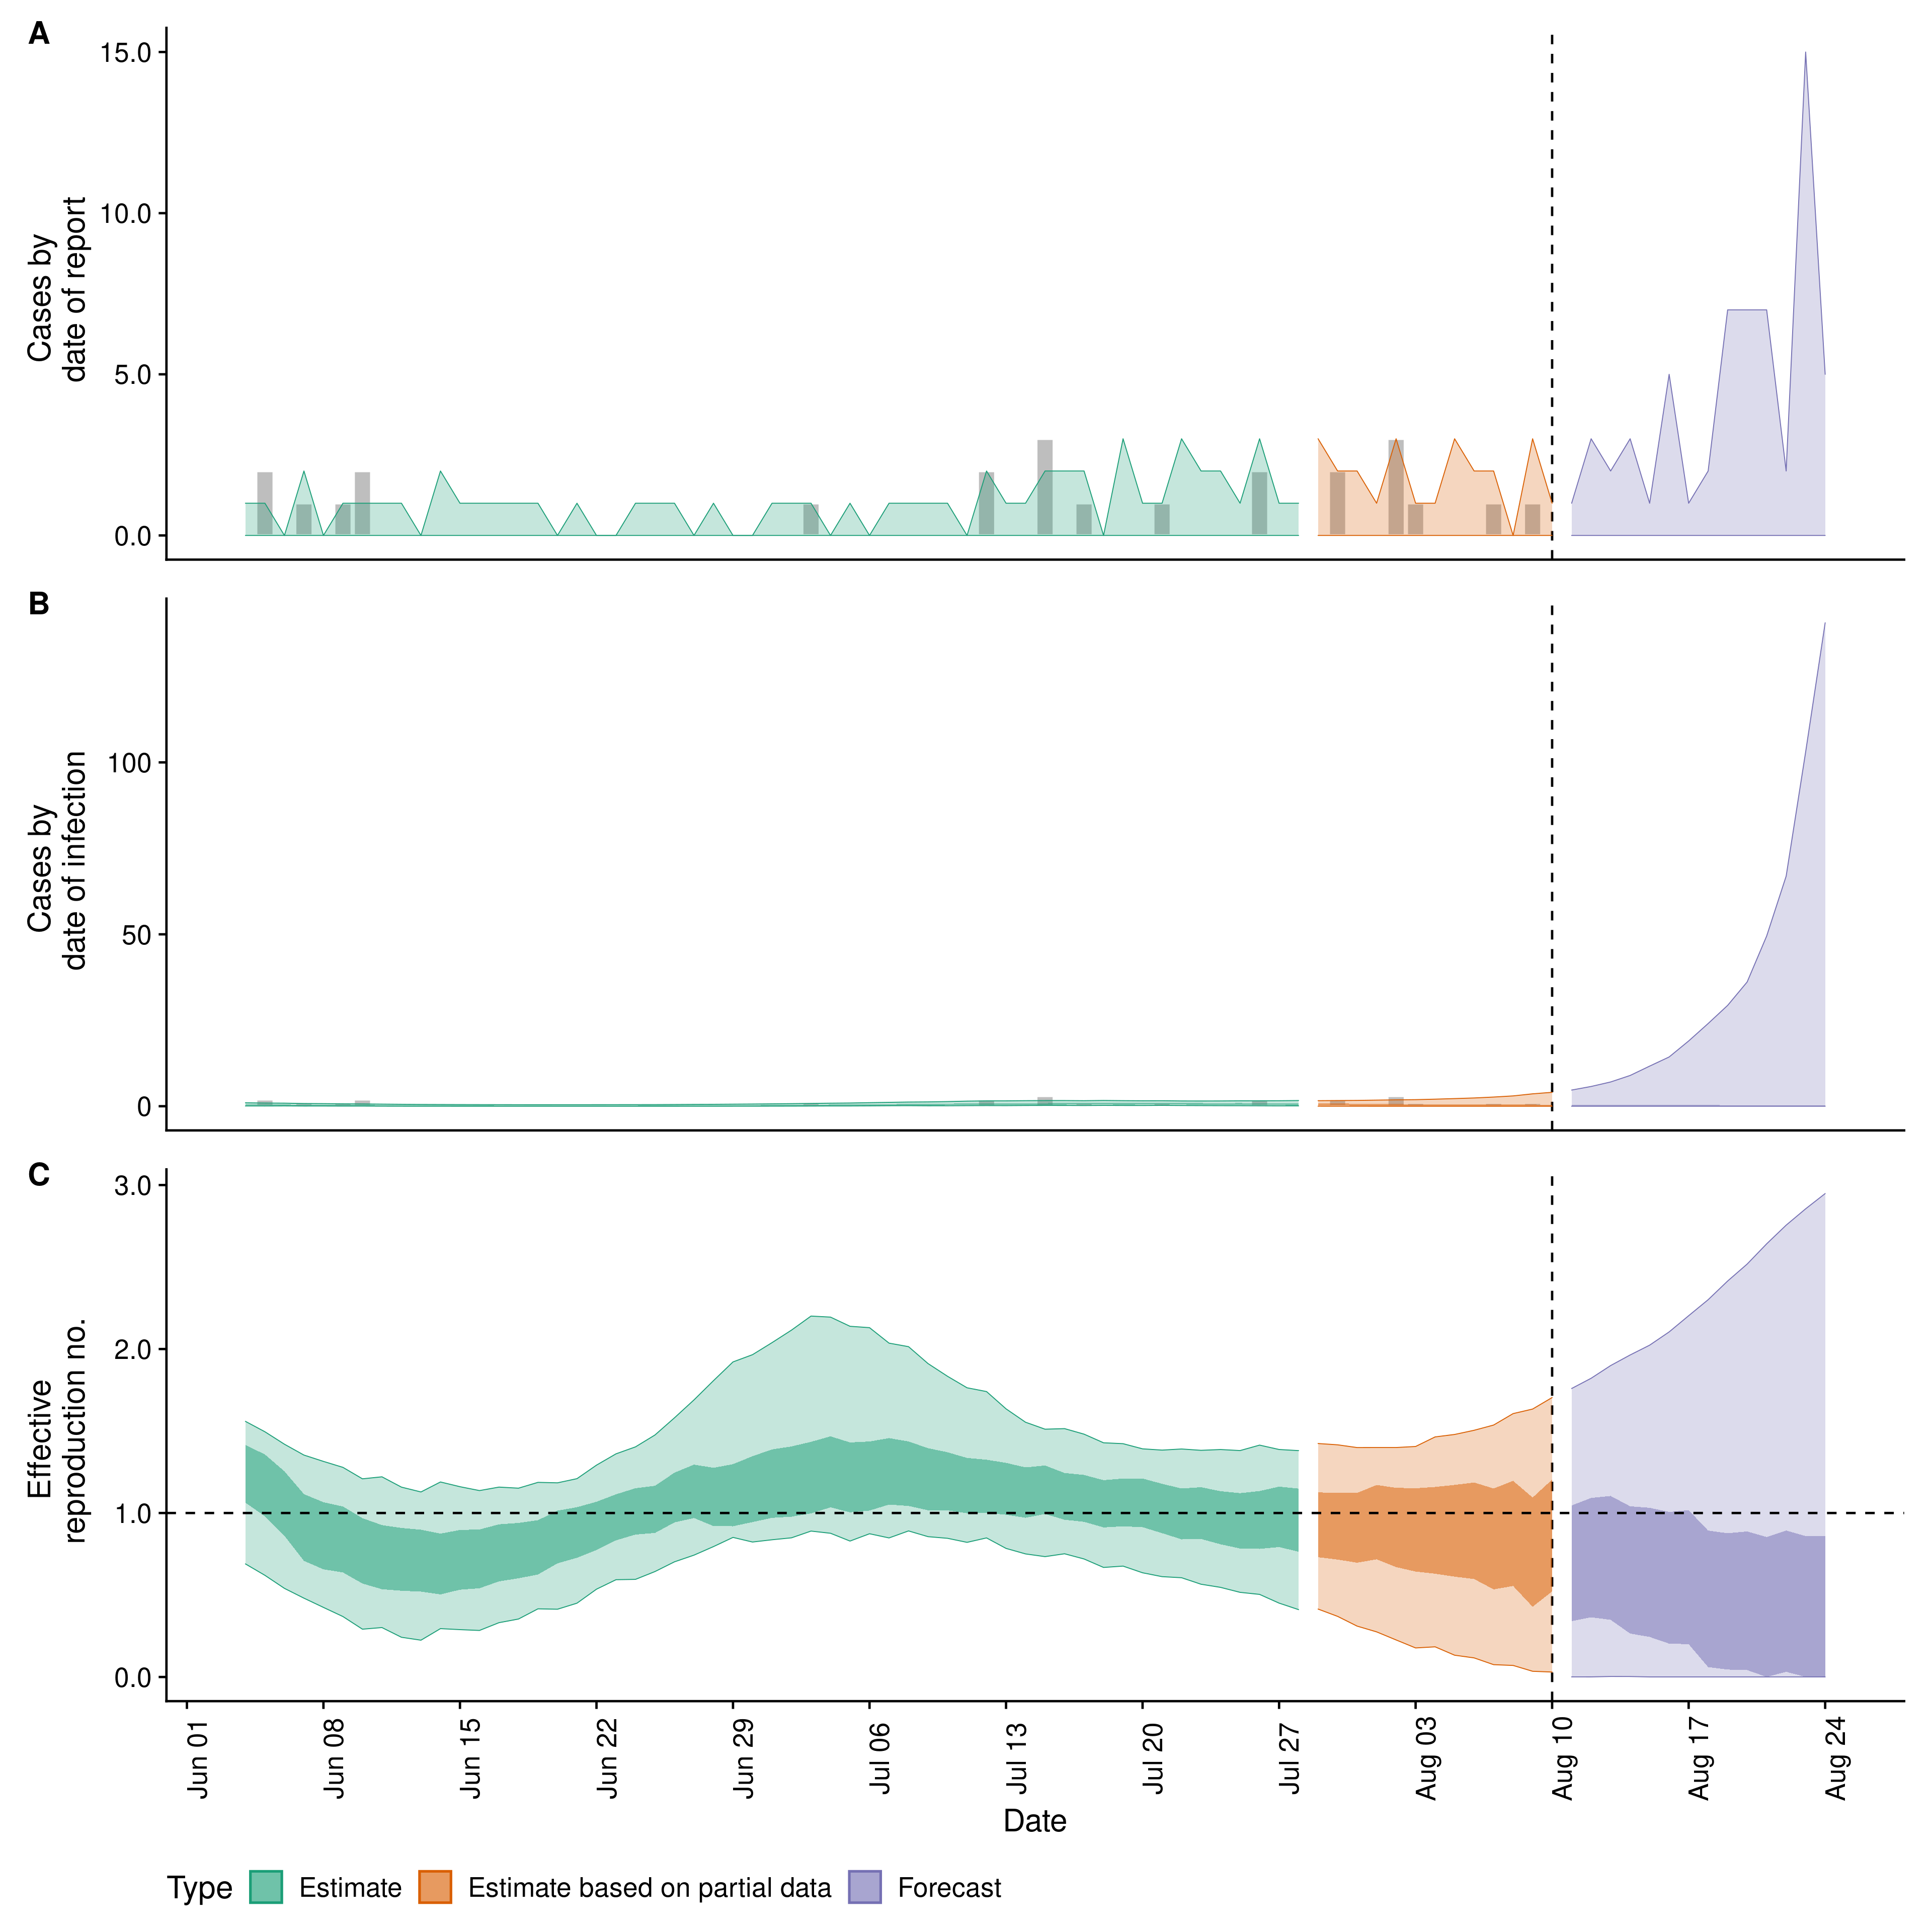 A
Cases by
date of report
15.0
10.0
5.0
0.0
B
Cases by
date of infection
100
50
0
C
Effective
reproduction no.
3.0
2.0
1.0
0.0
Jun 01
Jun 08
Jun 15
Jun 22
Jun 29
Jul 06
Jul 13
Jul 20
Jul 27
Aug 03
Aug 10
Aug 17
Aug 24
Date
Type Estimate Estimate based on partial data Forecast